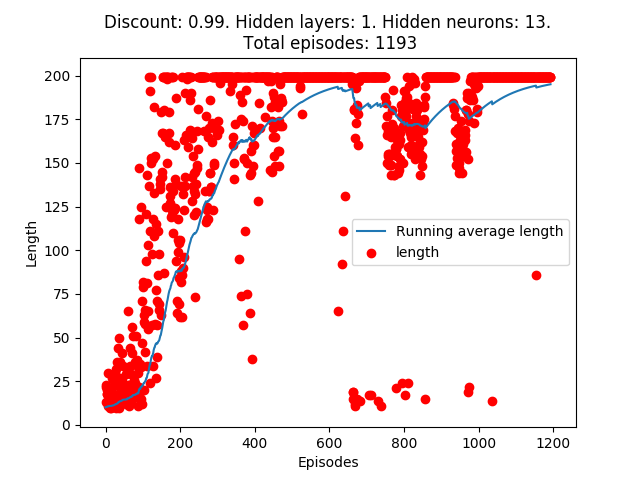 Discount: 0.99. Hidden layers: 1. Hidden neurons: 13.
Total episodes: 1193
200
175
150
125
100
75
50
25
0
Length
Running average length
length
0 200 400 600 800 1000 1200
Episodes